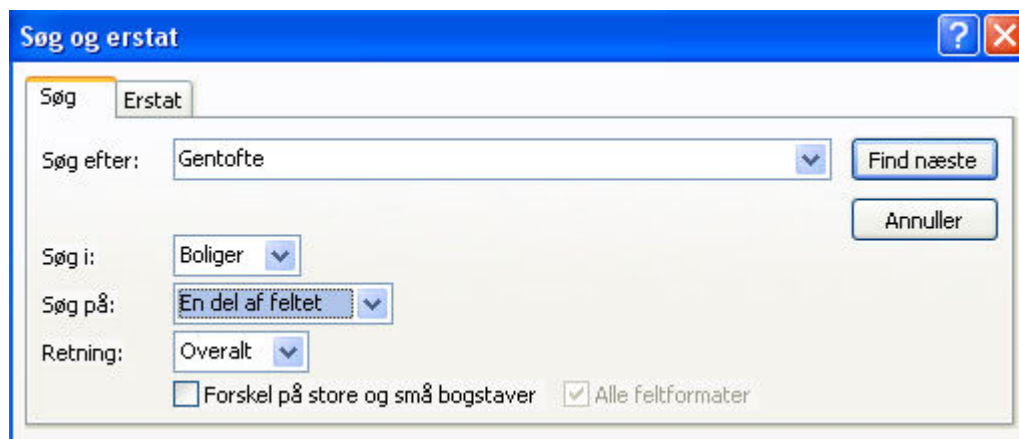 Søg og erstat
Søg Erstat
Søg efter: Gentofte Find næste
Annuller
Søg i: Boliger
Søg på: En del af feltet
Retning: Overalt
Forskel på store og små bogstaver Alle feltformater